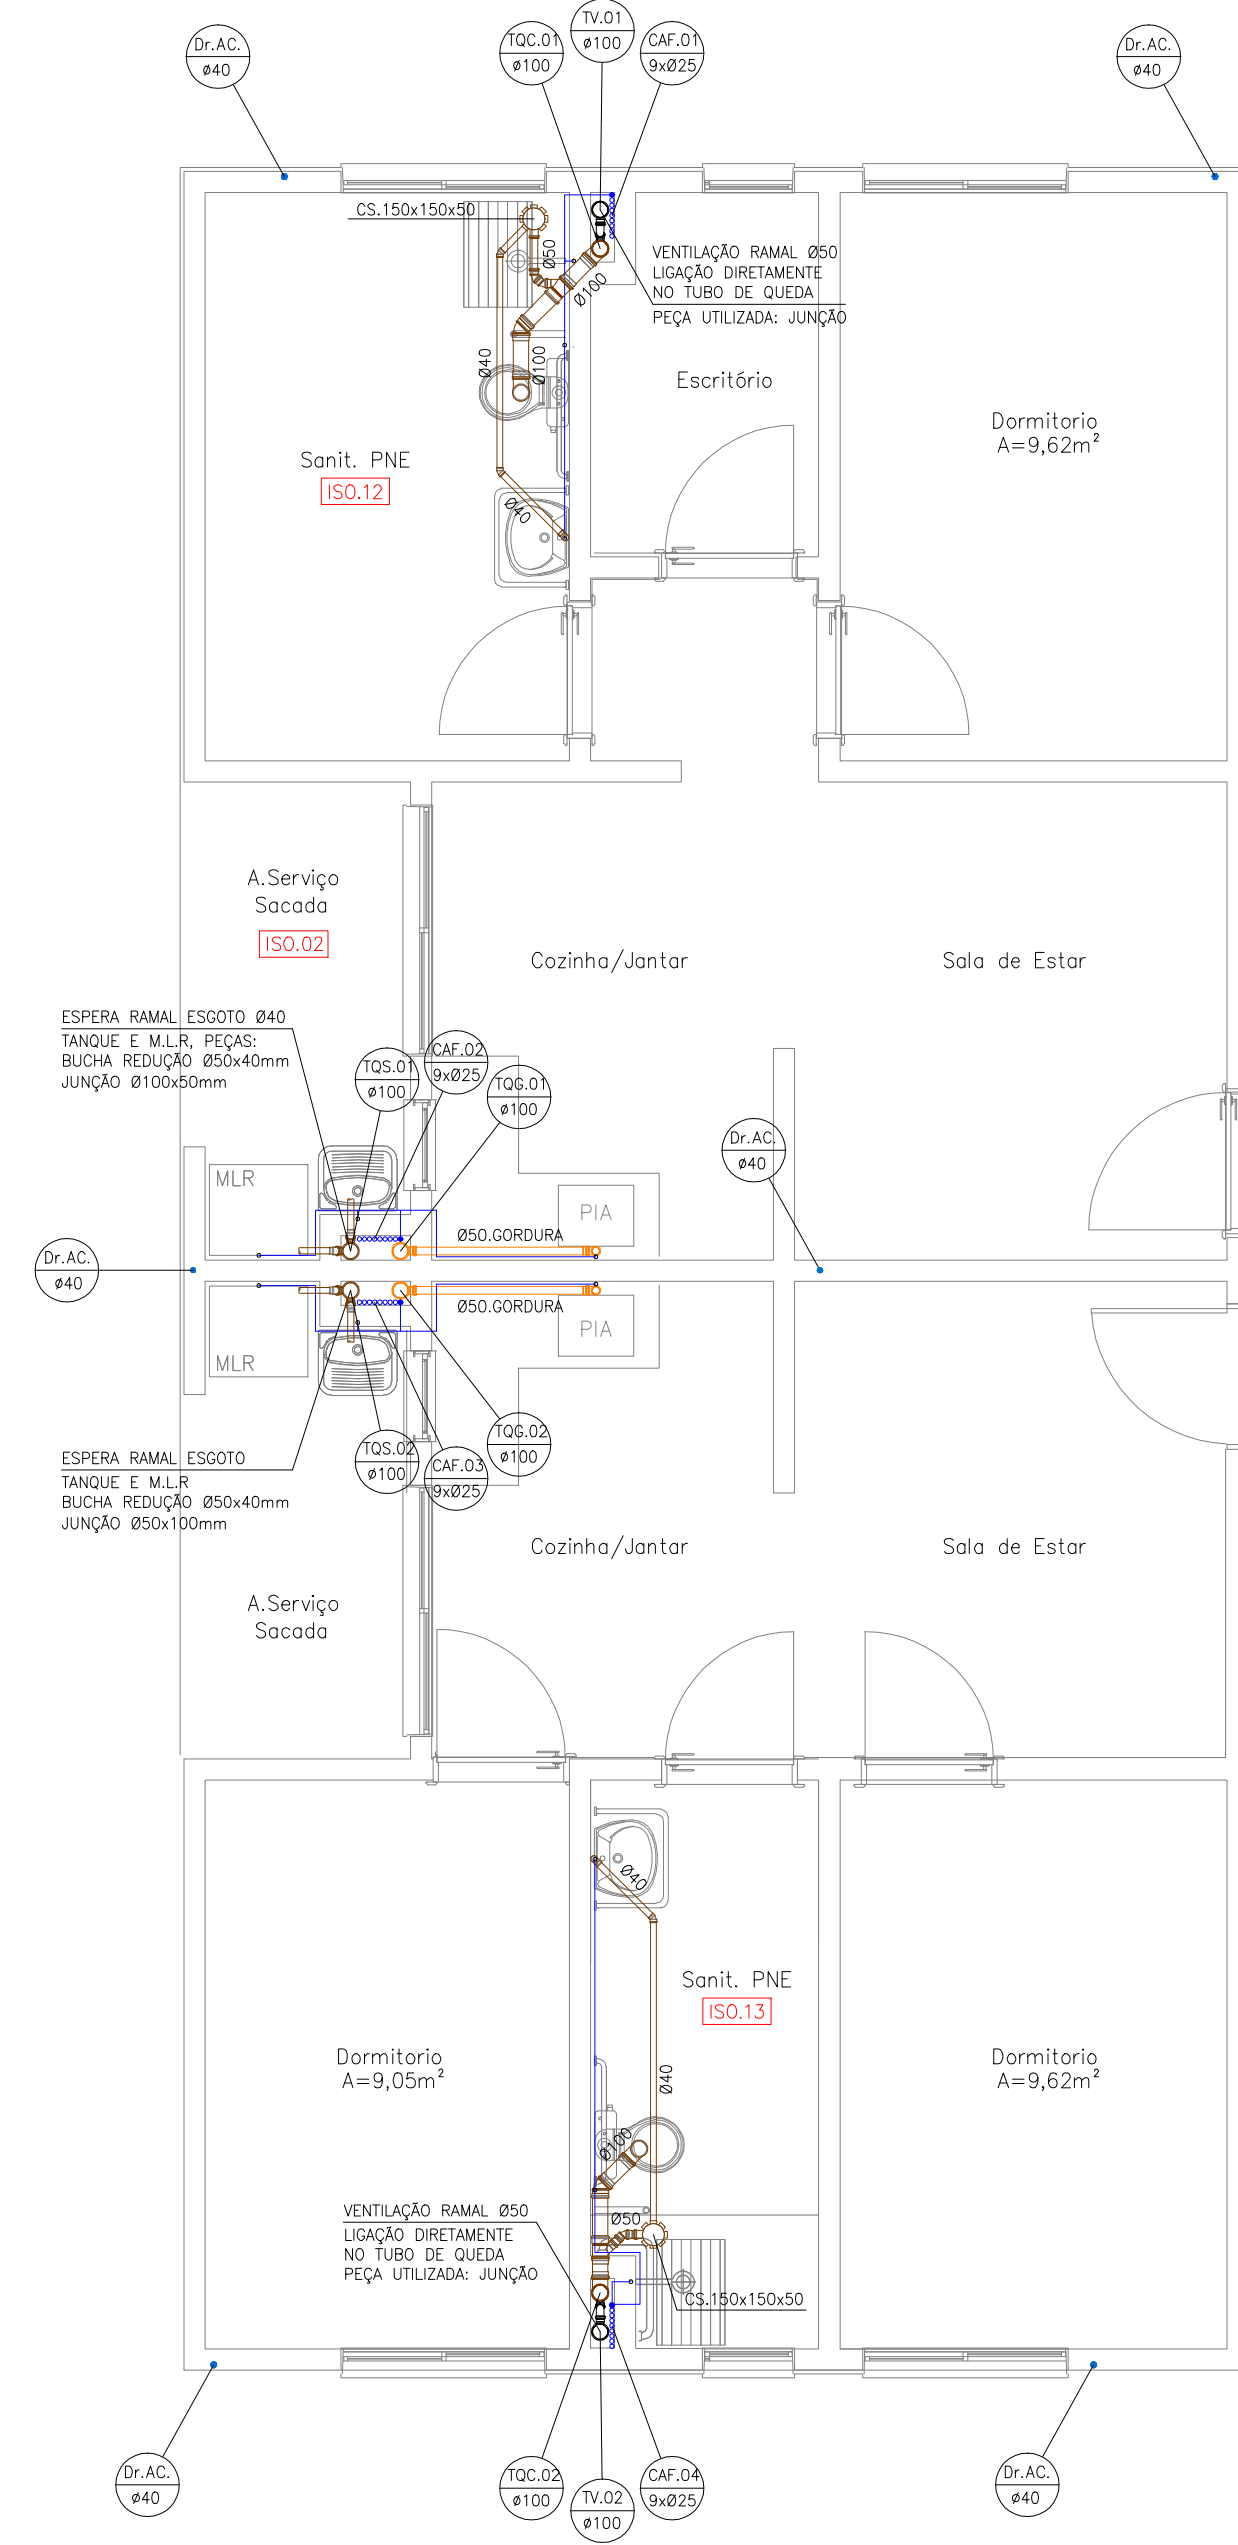 TV.01
ø100
TQC.01
ø100
CAF.01
9xØ25
Dr.AC.
ø40
Dr.AC.
ø40
CS.150x150x50
Ø50
Ø100
VENTILAÇÃO RAMAL Ø50
LIGAÇÃO DIRETAMENTE
NO TUBO DE QUEDA
PEÇA UTILIZADA: JUNÇÃO
Ø40
Ø100
Escritório
Dormitorio
A=9,62m²
Sanit. PNE
ISO.12
Ø40
A.Serviço
Sacada
ISO.02
Cozinha/Jantar
Sala de Estar
ESPERA RAMAL ESGOTO Ø40
TANQUE E M.L.R, PEÇAS:
BUCHA REDUÇÃO Ø50x40mm
JUNÇÃO Ø100x50mm
TQS.01
ø100
CAF.02
9xØ25
TQG.01
ø100
Dr.AC.
ø40
MLR
PIA
Ø50.GORDURA
Dr.AC.
ø40
Ø50.GORDURA
PIA
MLR
ESPERA RAMAL ESGOTO
TANQUE E M.L.R
BUCHA REDUÇÃO Ø50x40mm
JUNÇÃO Ø50x100mm
TQS.02
ø100
CAF.03
9xØ25
TQG.02
ø100
Cozinha/Jantar
Sala de Estar
A.Serviço
Sacada
Ø40
Sanit. PNE
ISO.13
Dormitorio
A=9,05m²
Ø40
Dormitorio
A=9,62m²
Ø100
VENTILAÇÃO RAMAL Ø50
LIGAÇÃO DIRETAMENTE
NO TUBO DE QUEDA
PEÇA UTILIZADA: JUNÇÃO
Ø50
CS.150x150x50
Dr.AC.
ø40
TQC.02
ø100
TV.02
ø100
CAF.04
9xØ25
Dr.AC.
ø40